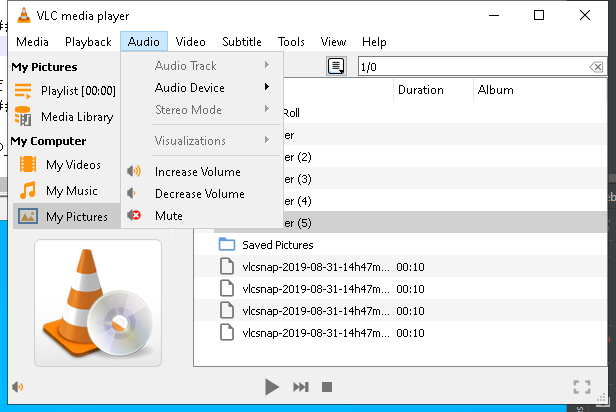 VLC media player
Media Playback Audio Video Subtitle Tools View Help
My Pictures
Playlist [00:00]
Media Library
My Computer
My Videos
My Music
My Pictures
Audio Track
Audio Device
Stereo Mode
Visualizations
Increase Volume
Decrease Volume
Mute
1/0
Duration Album
Roll
er
er (2)
er (3)
er (4)
er (5)
Saved Pictures
vlcsnap-2019-08-31-14h47m... 00:10
vlcsnap-2019-08-31-14h47m... 00:10
vlcsnap-2019-08-31-14h47m... 00:10
vlcsnap-2019-08-31-14h47m... 00:10